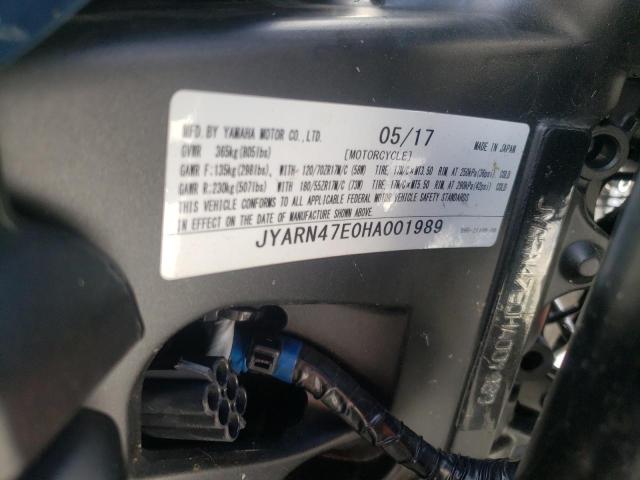 MFD. BY YAMAHA MOTOR CO., LTD. 05/17 MADE IN JAPAN
GVWR 365kg(805lbs) [MOTORCYCLE]
GAWR F:135kg(298lbs), WITH 120/70ZR17M/C (58W) TIRE, 17M/C×MT3.50 RIM, AT 250kPa(36psi) COLD
GAWR R:230kg(507lbs) WITH 180/55ZR17M/C (73W) TIRE, 17M/C×MT5.50 RIM, AT 290kPa(42psi) COLD
THIS VEHICLE CONFORMS TO ALL APPLICABLE FEDERAL MOTOR VEHICLE SAFETY STANDARDS
IN EFFECT ON THE DATE OF MANUFACTURE SHOWN ABOVE.
JYARN47E0HA001989
JYARN47E0HA001989